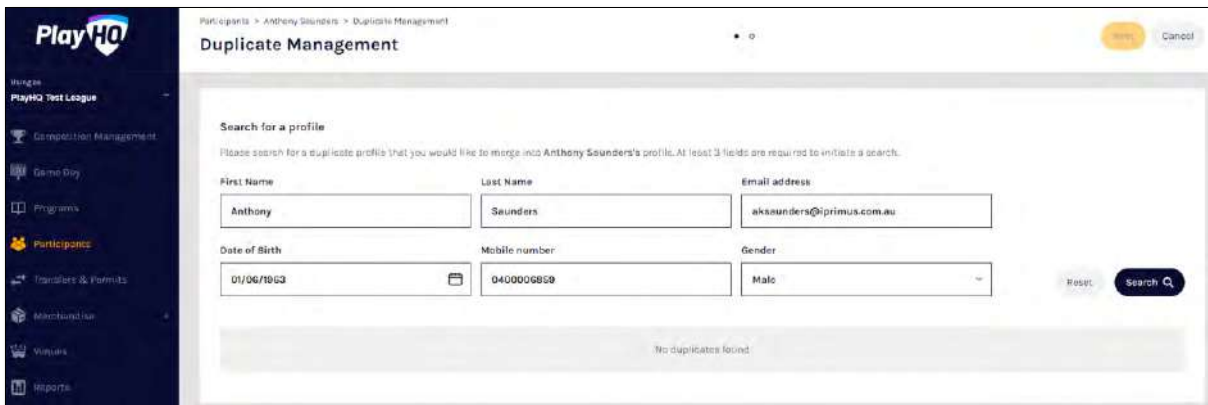 PlayHQ
Participants > Anthony Saunders > Duplicate Management
Duplicate Management
Next
Cancel
PlayHQ Test League
Search for a profile
Please search for a duplicate profile that you would like to merge into Anthony Saunders's profile. At least 3 fields are required to initiate a search.
First Name
Last Name
Email address
Anthony
Saunders
aksaunders@iprimus.com.au
Date of Birth
Mobile number
Gender
01/06/1963
0400006859
Male
Reset
Search
No duplicates found
Competition Management
Game Day
Programs
Participants
Transfers & Permits
Merchandise
Venues
Reports